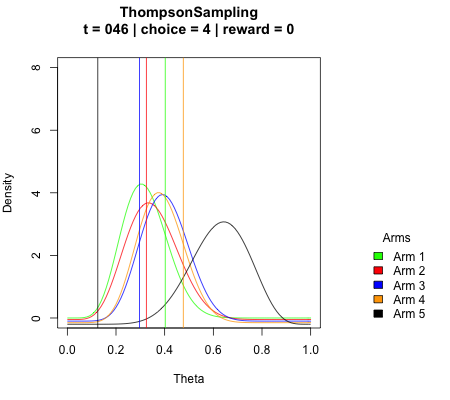 ThompsonSampling
t = 046 | choice = 4 | reward = 0
Density
8
6
4
2
0
0.0 0.2 0.4 0.6 0.8 1.0
Theta
Arms
Arm 1
Arm 2
Arm 3
Arm 4
Arm 5